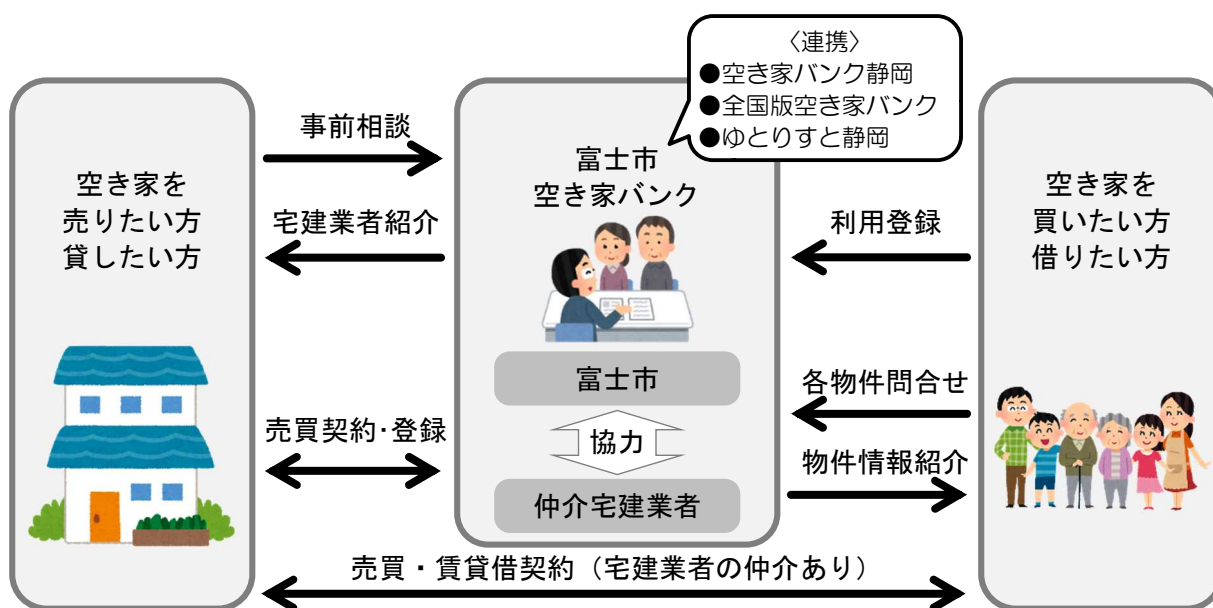 〈連携〉
●空き家バンク静岡
●全国版空き家バンク
●ゆとりすと静岡
空き家を
売りたい方
貸したい方
事前相談
宅建業者紹介
売買契約・登録
富士市
空き家バンク
富士市
協力
仲介宅建業者
利用登録
各物件問合せ
物件情報紹介
空き家を
買いたい方
借りたい方
売買・賃貸借契約（宅建業者の仲介あり）